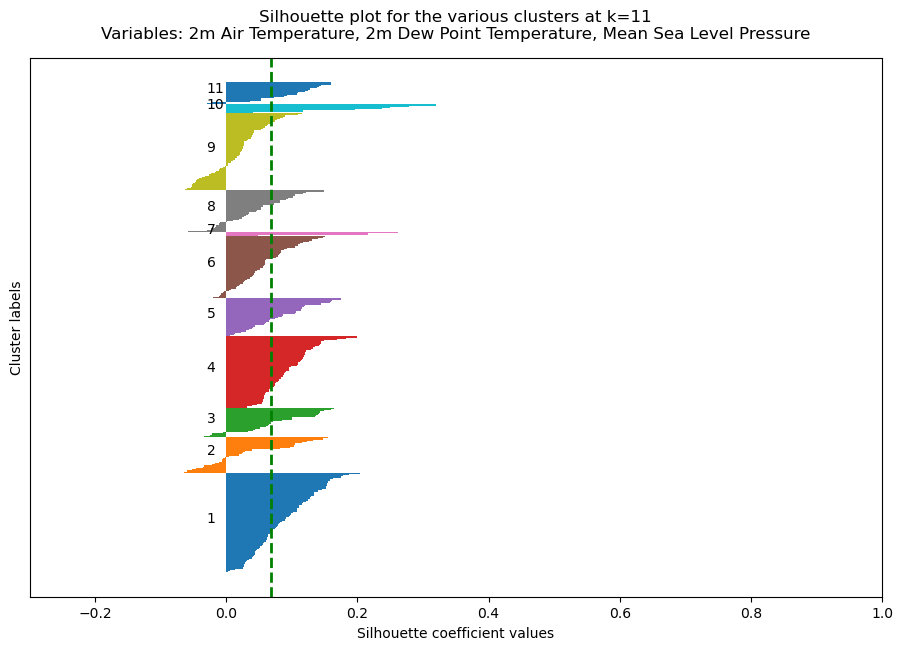 Silhouette plot for the various clusters at k=11
Variables: 2m Air Temperature, 2m Dew Point Temperature, Mean Sea Level Pressure
Cluster labels
11
10
9
8
7
6
5
4
3
2
1
−0.2 0.0 0.2 0.4 0.6 0.8 1.0
Silhouette coefficient values